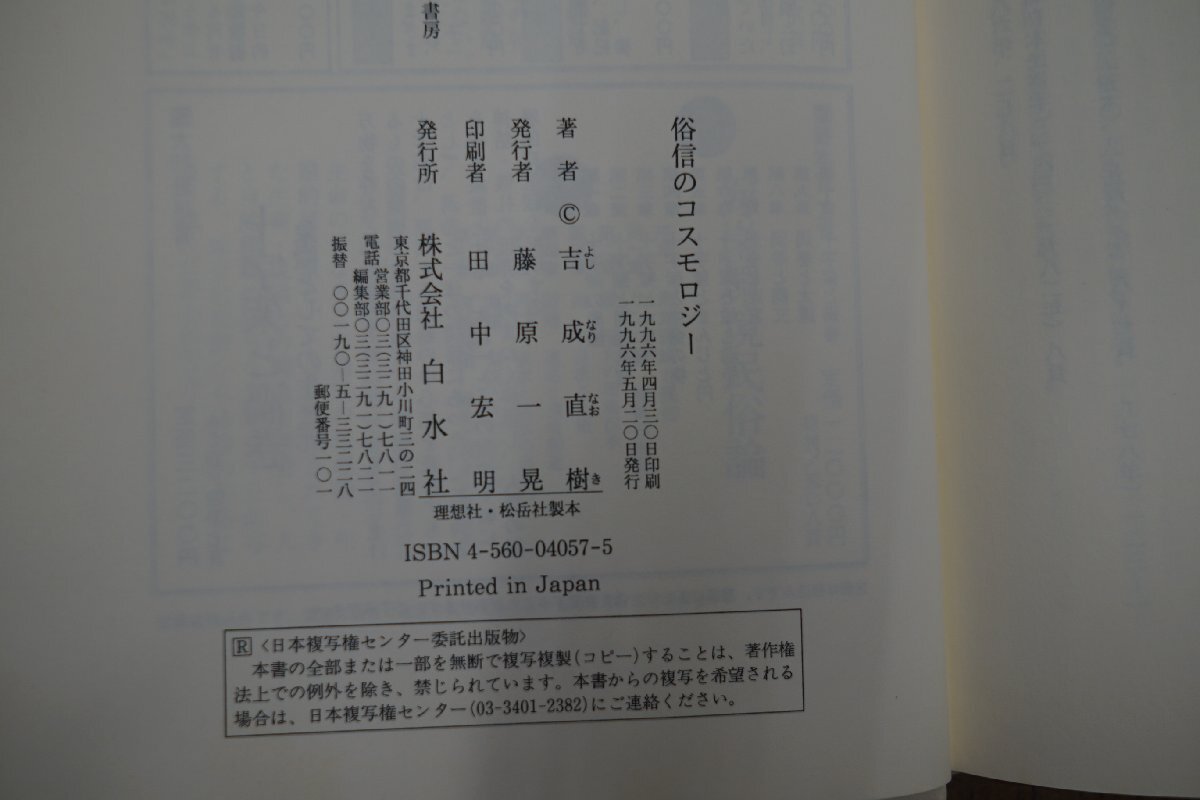 俗信のコスモロジー
一九九六年四月三〇日印刷
一九九六年五月二〇日発行
著者 © 吉成直樹
よし なり なお き
発行者 藤原一晃
印刷者 田中宏明
発行所 株式会社白水社
東京都千代田区神田小川町三の二四
電話 営業部〇三(三二九一)七八一一
編集部〇三(三二九一)七八二一
振替 〇〇一九〇―五―三三二二八
郵便番号一〇一
書房
理想社・松岳社製本
ISBN 4-560-04057-5
Printed in Japan
R 〈日本複写権センター委託出版物〉
本書の全部または一部を無断で複写複製(コピー)することは、著作権
法上での例外を除き、禁じられています。本書からの複写を希望される
場合は、日本複写権センター(03-3401-2382)にご連絡ください。